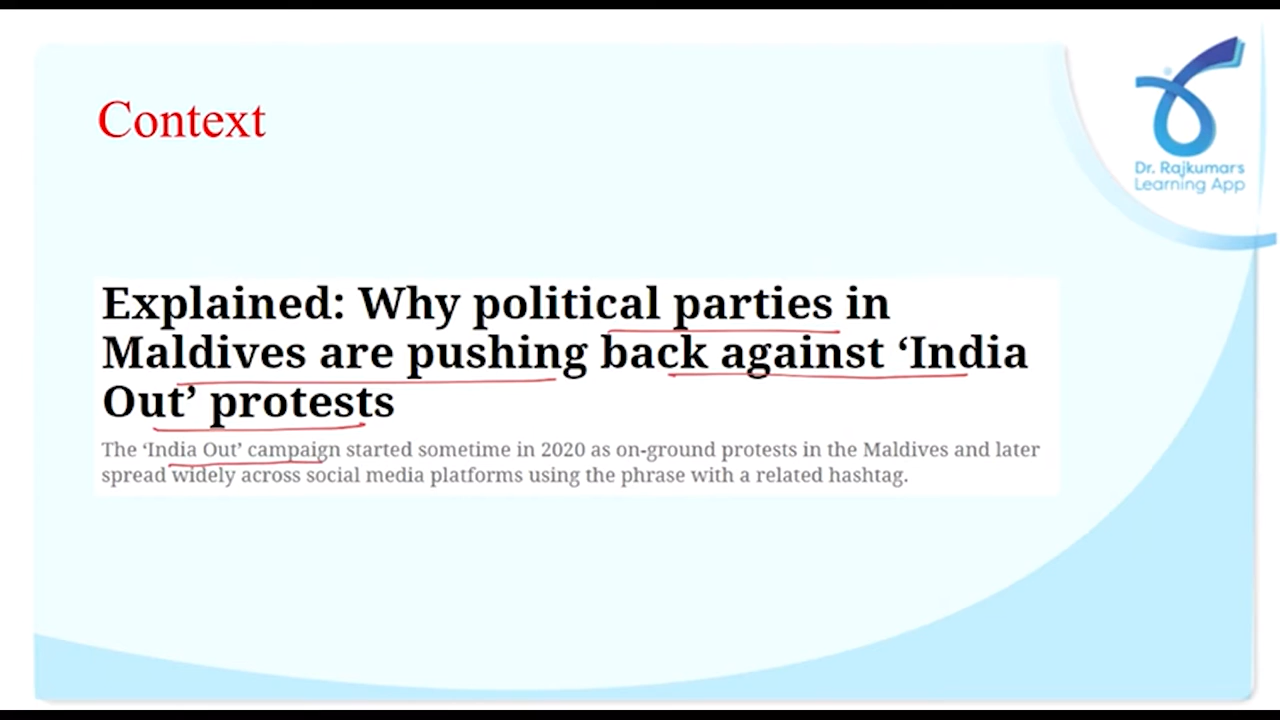 Context
Dr. Rajkumar's
Learning App
Explained: Why political parties in
Maldives are pushing back against ‘India
Out’ protests
The ‘India Out’ campaign started sometime in 2020 as on-ground protests in the Maldives and later
spread widely across social media platforms using the phrase with a related hashtag.